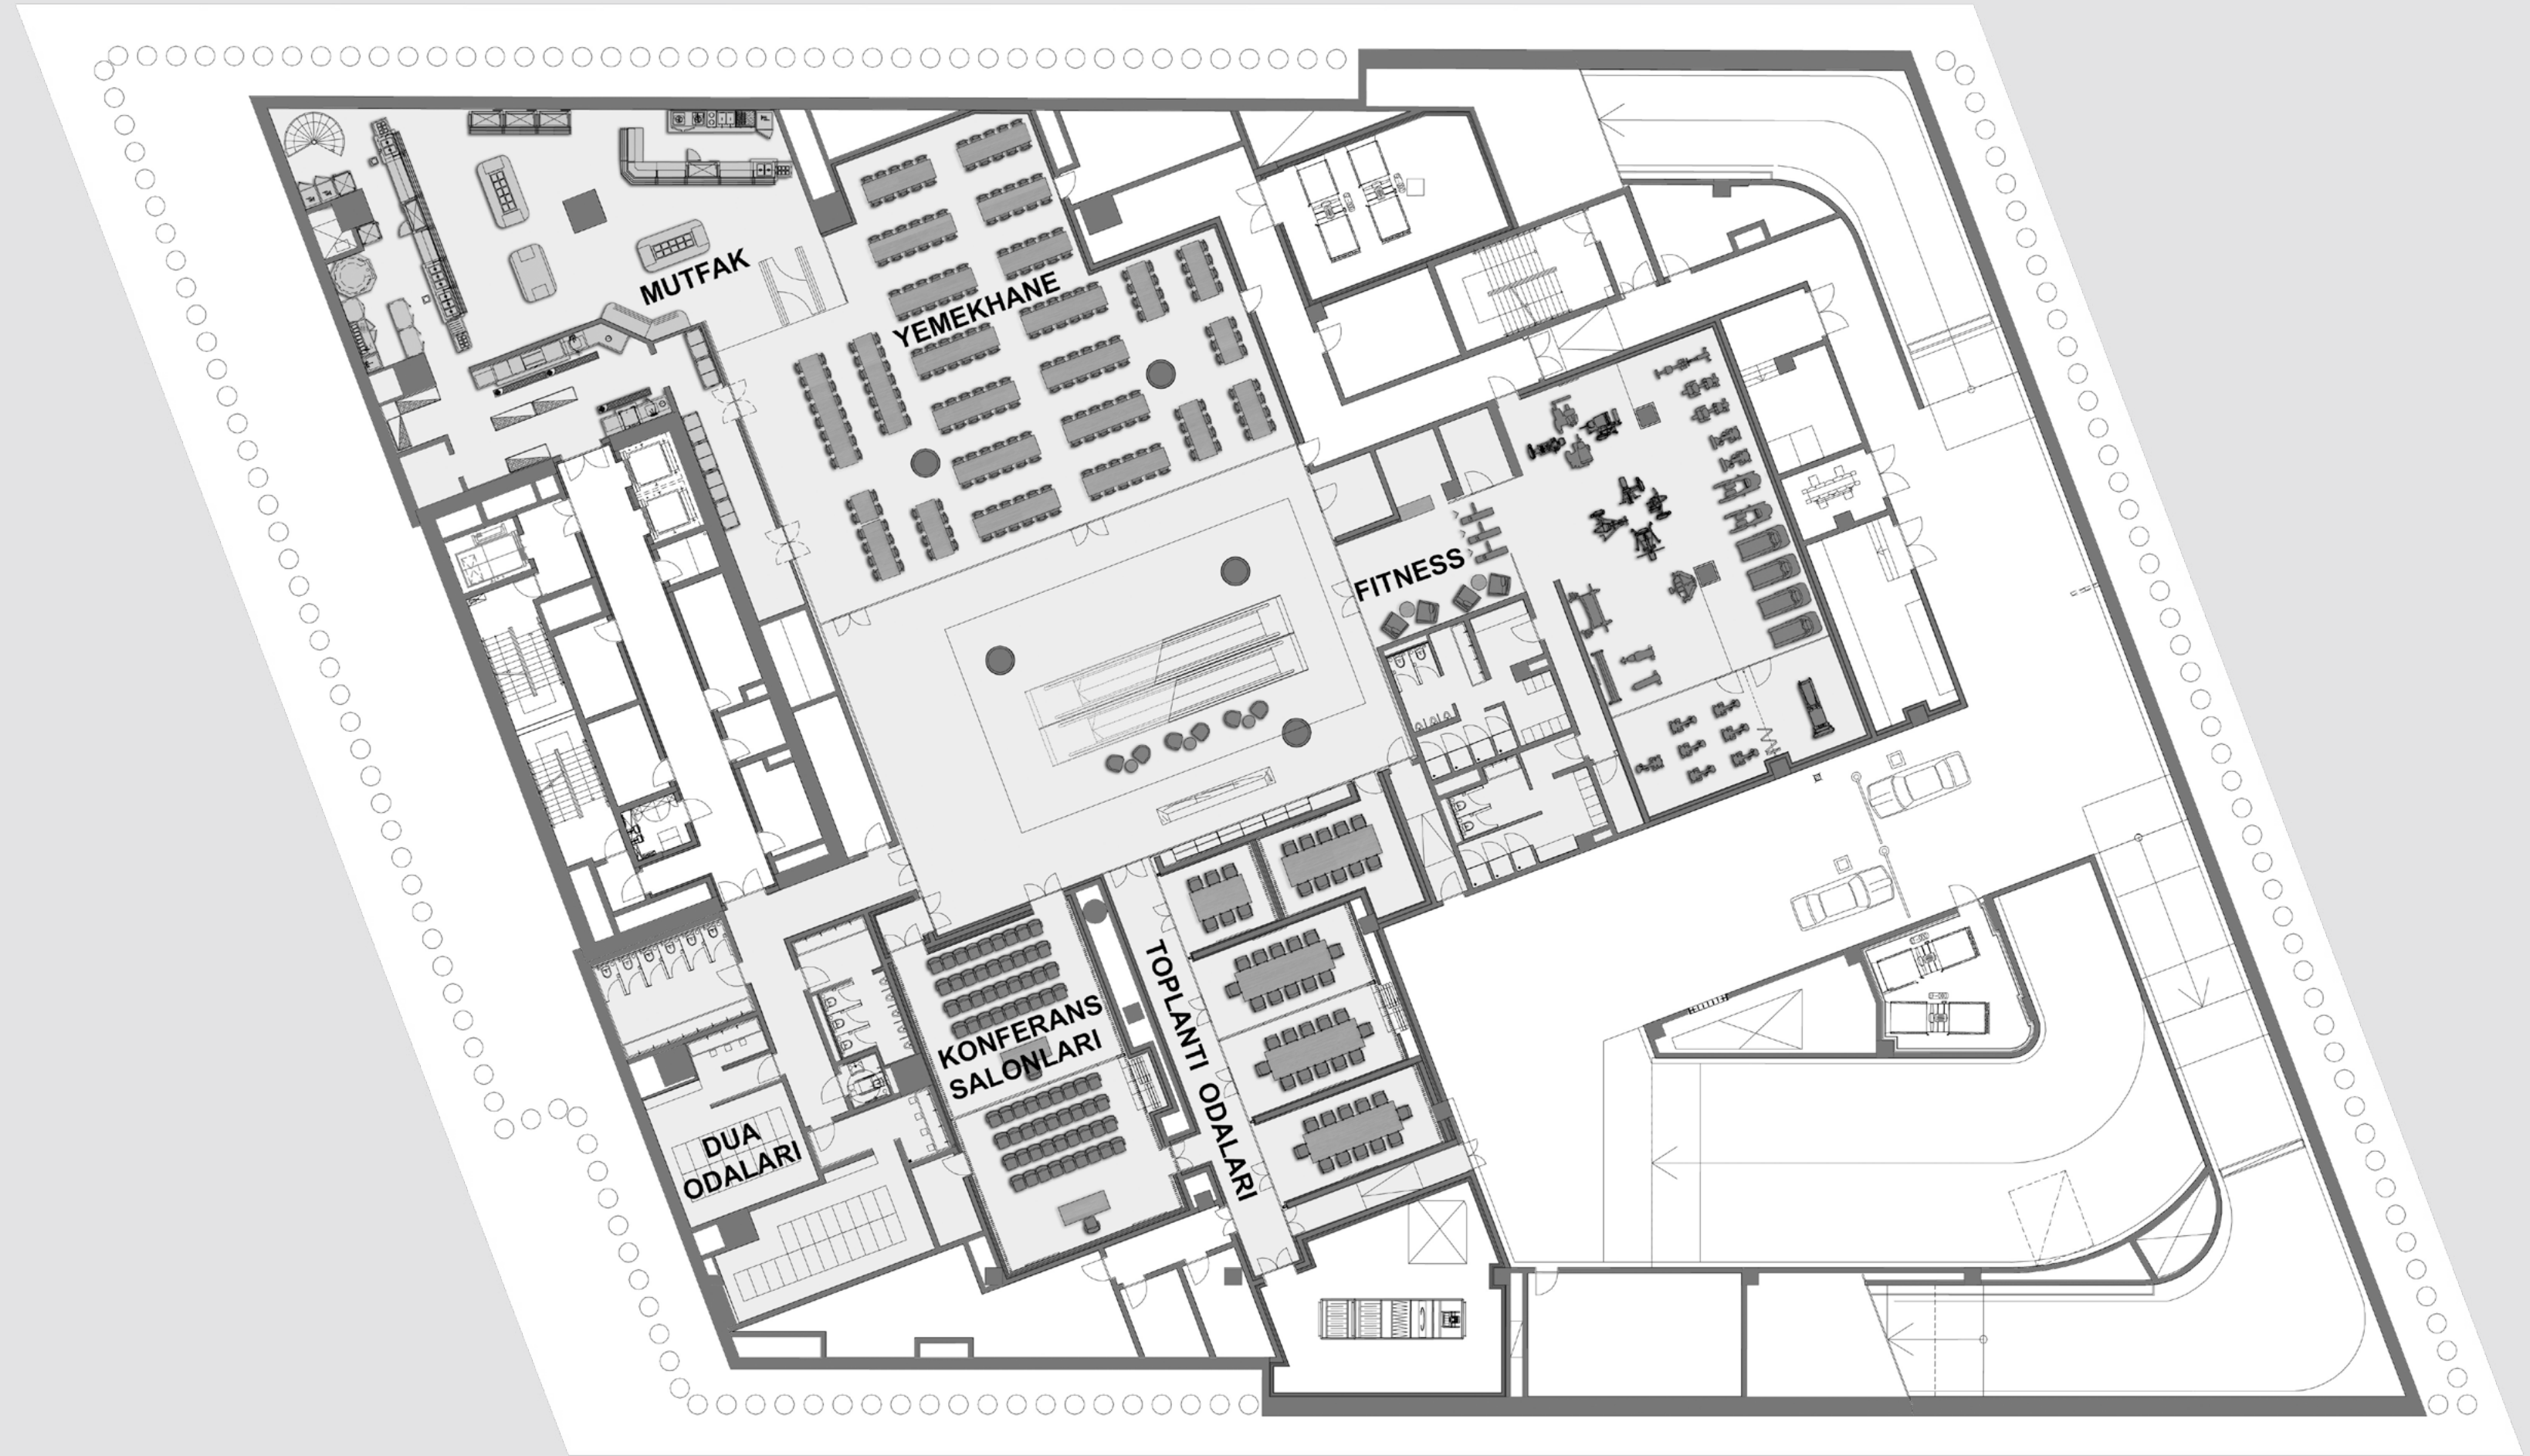 MUTFAK
YEMEKHANE
FITNESS
KONFERANS
SALONLARI
TOPLANTI ODALARI
DUA
ODALARI